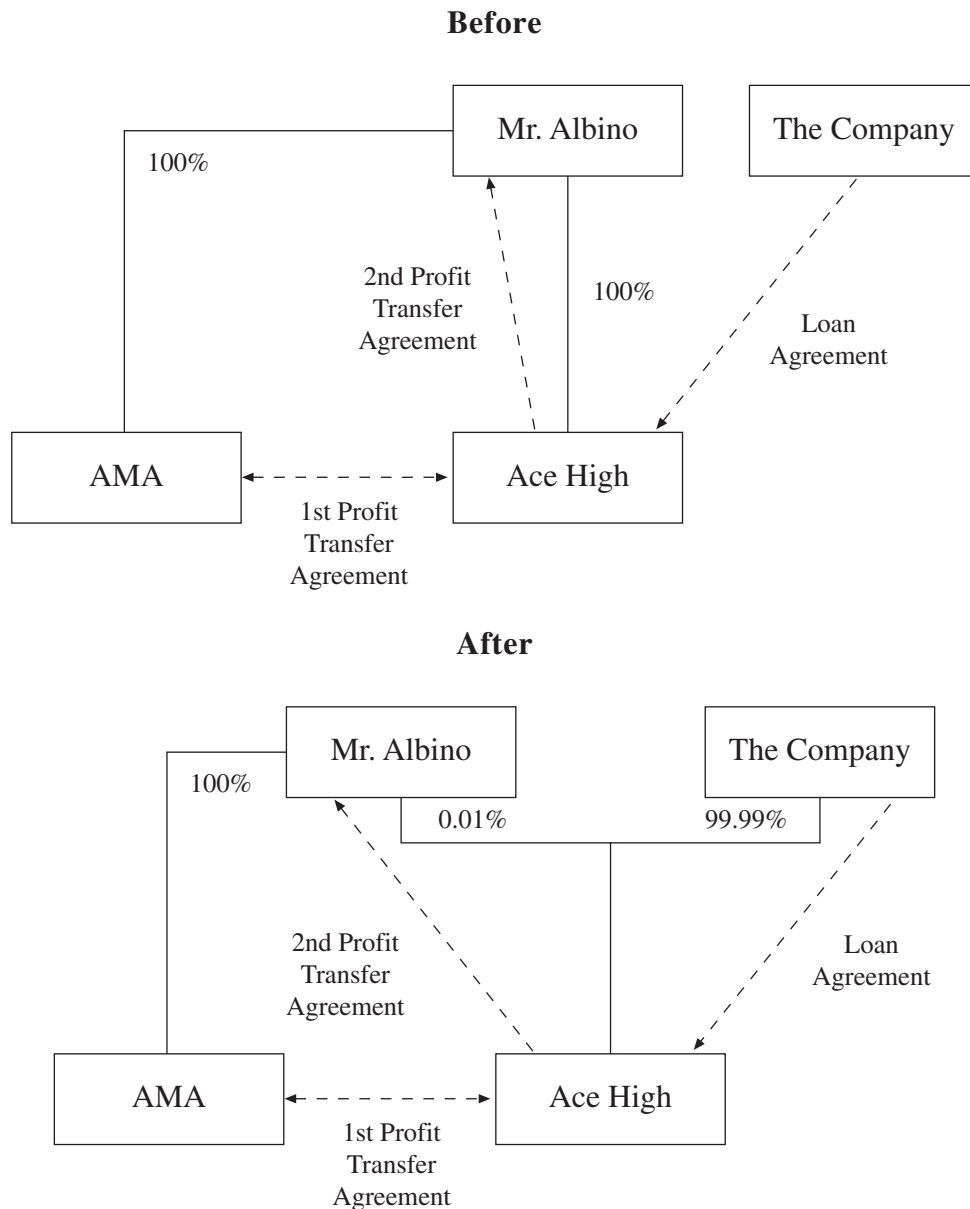 Before
Mr. Albino
The Company
100%
2nd Profit
Transfer
Agreement
100%
Loan
Agreement
AMA
Ace High
1st Profit
Transfer
Agreement
After
Mr. Albino
The Company
100%
0.01%
99.99%
2nd Profit
Transfer
Agreement
Loan
Agreement
AMA
Ace High
1st Profit
Transfer
Agreement